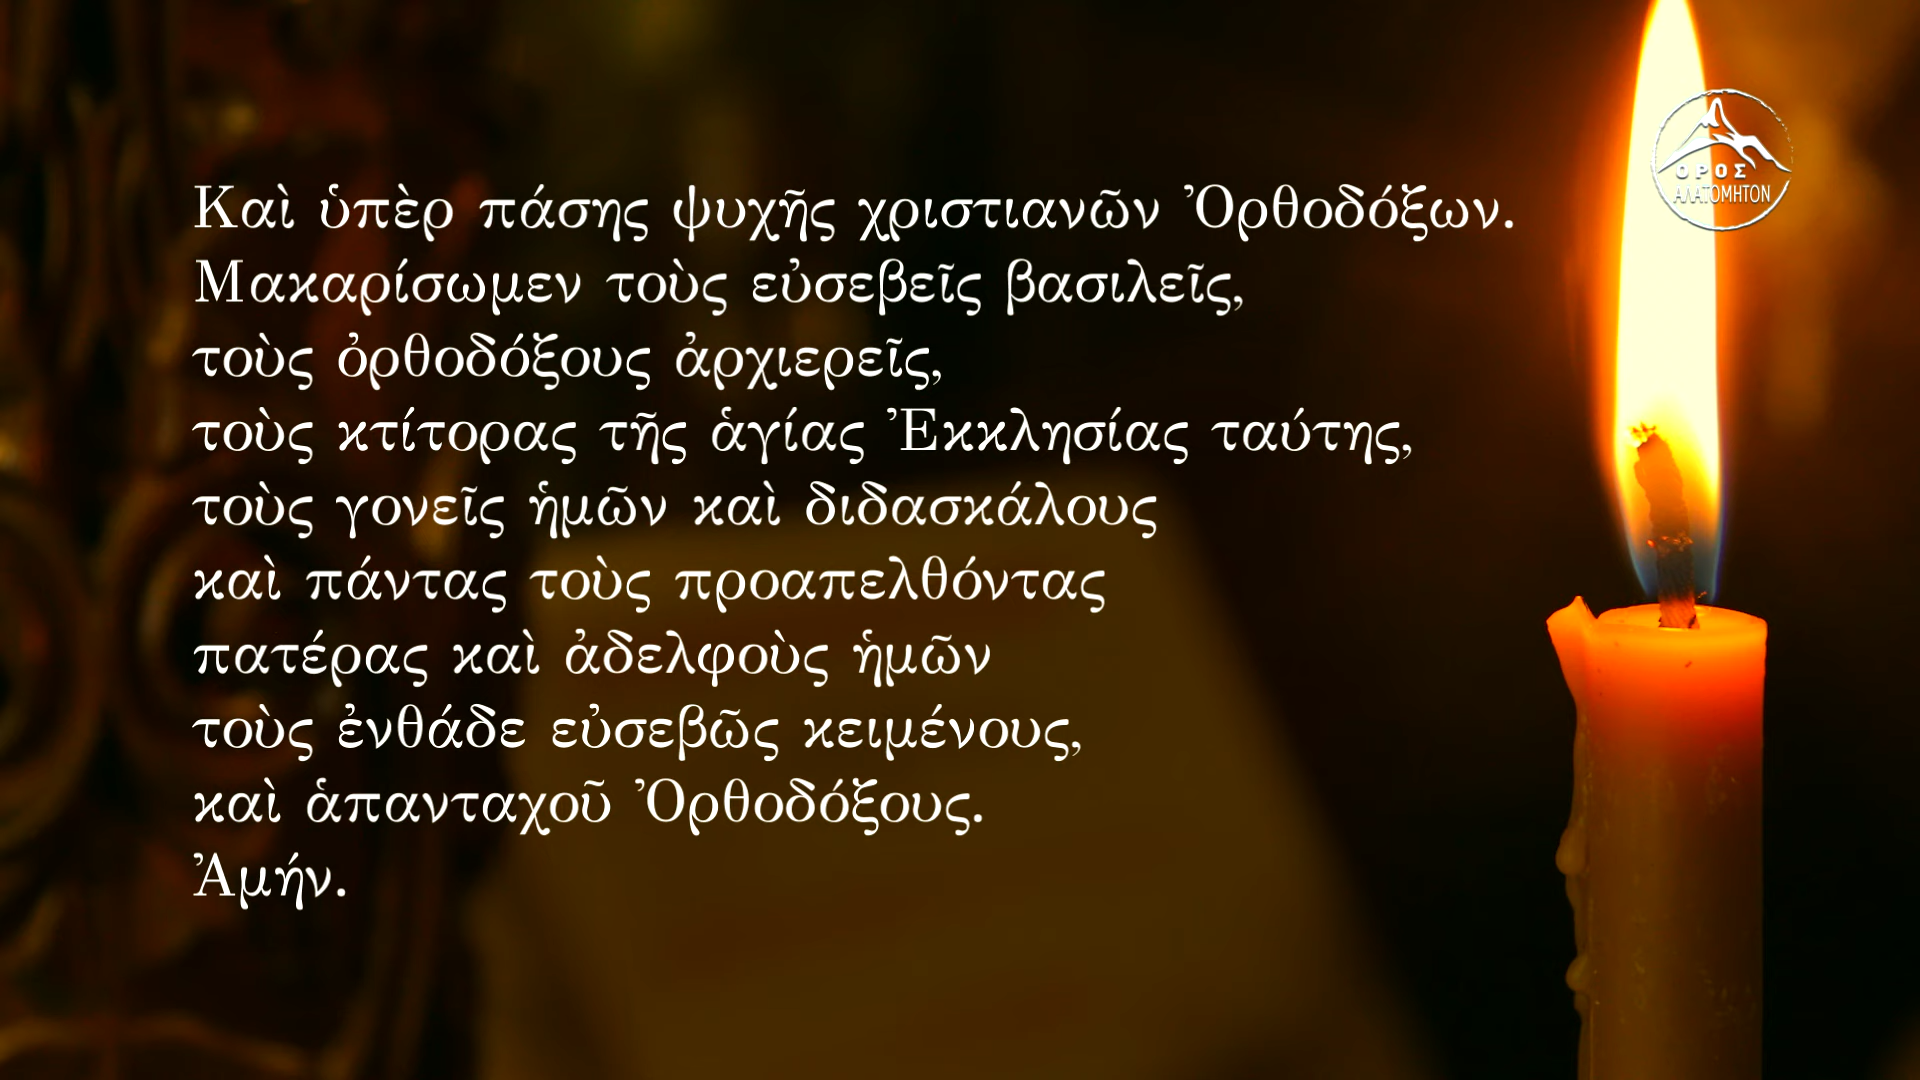 Καὶ ὑπὲρ πάσης ψυχῆς χριστιανῶν Ὀρθοδόξων.
Μακαρίσωμεν τοὺς εὐσεβεῖς βασιλεῖς,
τοὺς ὀρθοδόξους ἀρχιερεῖς,
τοὺς κτίτορας τῆς ἁγίας Ἐκκλησίας ταύτης,
τοὺς γονεῖς ἡμῶν καὶ διδασκάλους
καὶ πάντας τοὺς προαπελθόντας
πατέρας καὶ ἀδελφοὺς ἡμῶν
τοὺς ἐνθάδε εὐσεβῶς κειμένους,
καὶ ἁπανταχοῦ Ὀρθοδόξους.
Ἀμήν.
ΟΡΟΣ
ΑΛΑΤΟΜΗΤΟΝ